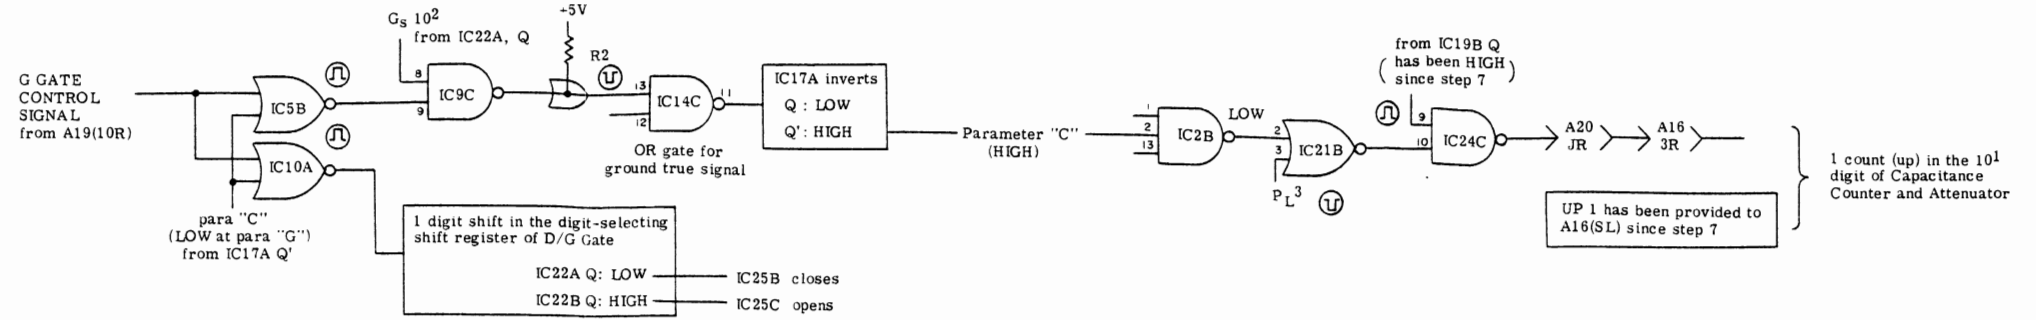 G GATE
CONTROL
SIGNAL
from A19(10R)
IC5B
IC10A
para "C"
(LOW at para "G")
from IC17A Q'
Gs 10²
from IC22A, Q
8
9
IC9C
+5V
R2
13
12
IC14C
11
OR gate for
ground true signal
IC17A inverts
Q : LOW
Q': HIGH
1 digit shift in the digit-selecting
shift register of D/G Gate
IC22A Q: LOW
IC22B Q: HIGH
IC25B closes
IC25C opens
Parameter "C"
(HIGH)
1
2
13
IC2B
LOW
2
3
IC21B
PL³
from IC19B Q
(has been HIGH)
since step 7
9
10
IC24C
A20
JR
A16
3R
UP 1 has been provided to
A16(SL) since step 7
1 count (up) in the 10¹
digit of Capacitance
Counter and Attenuator